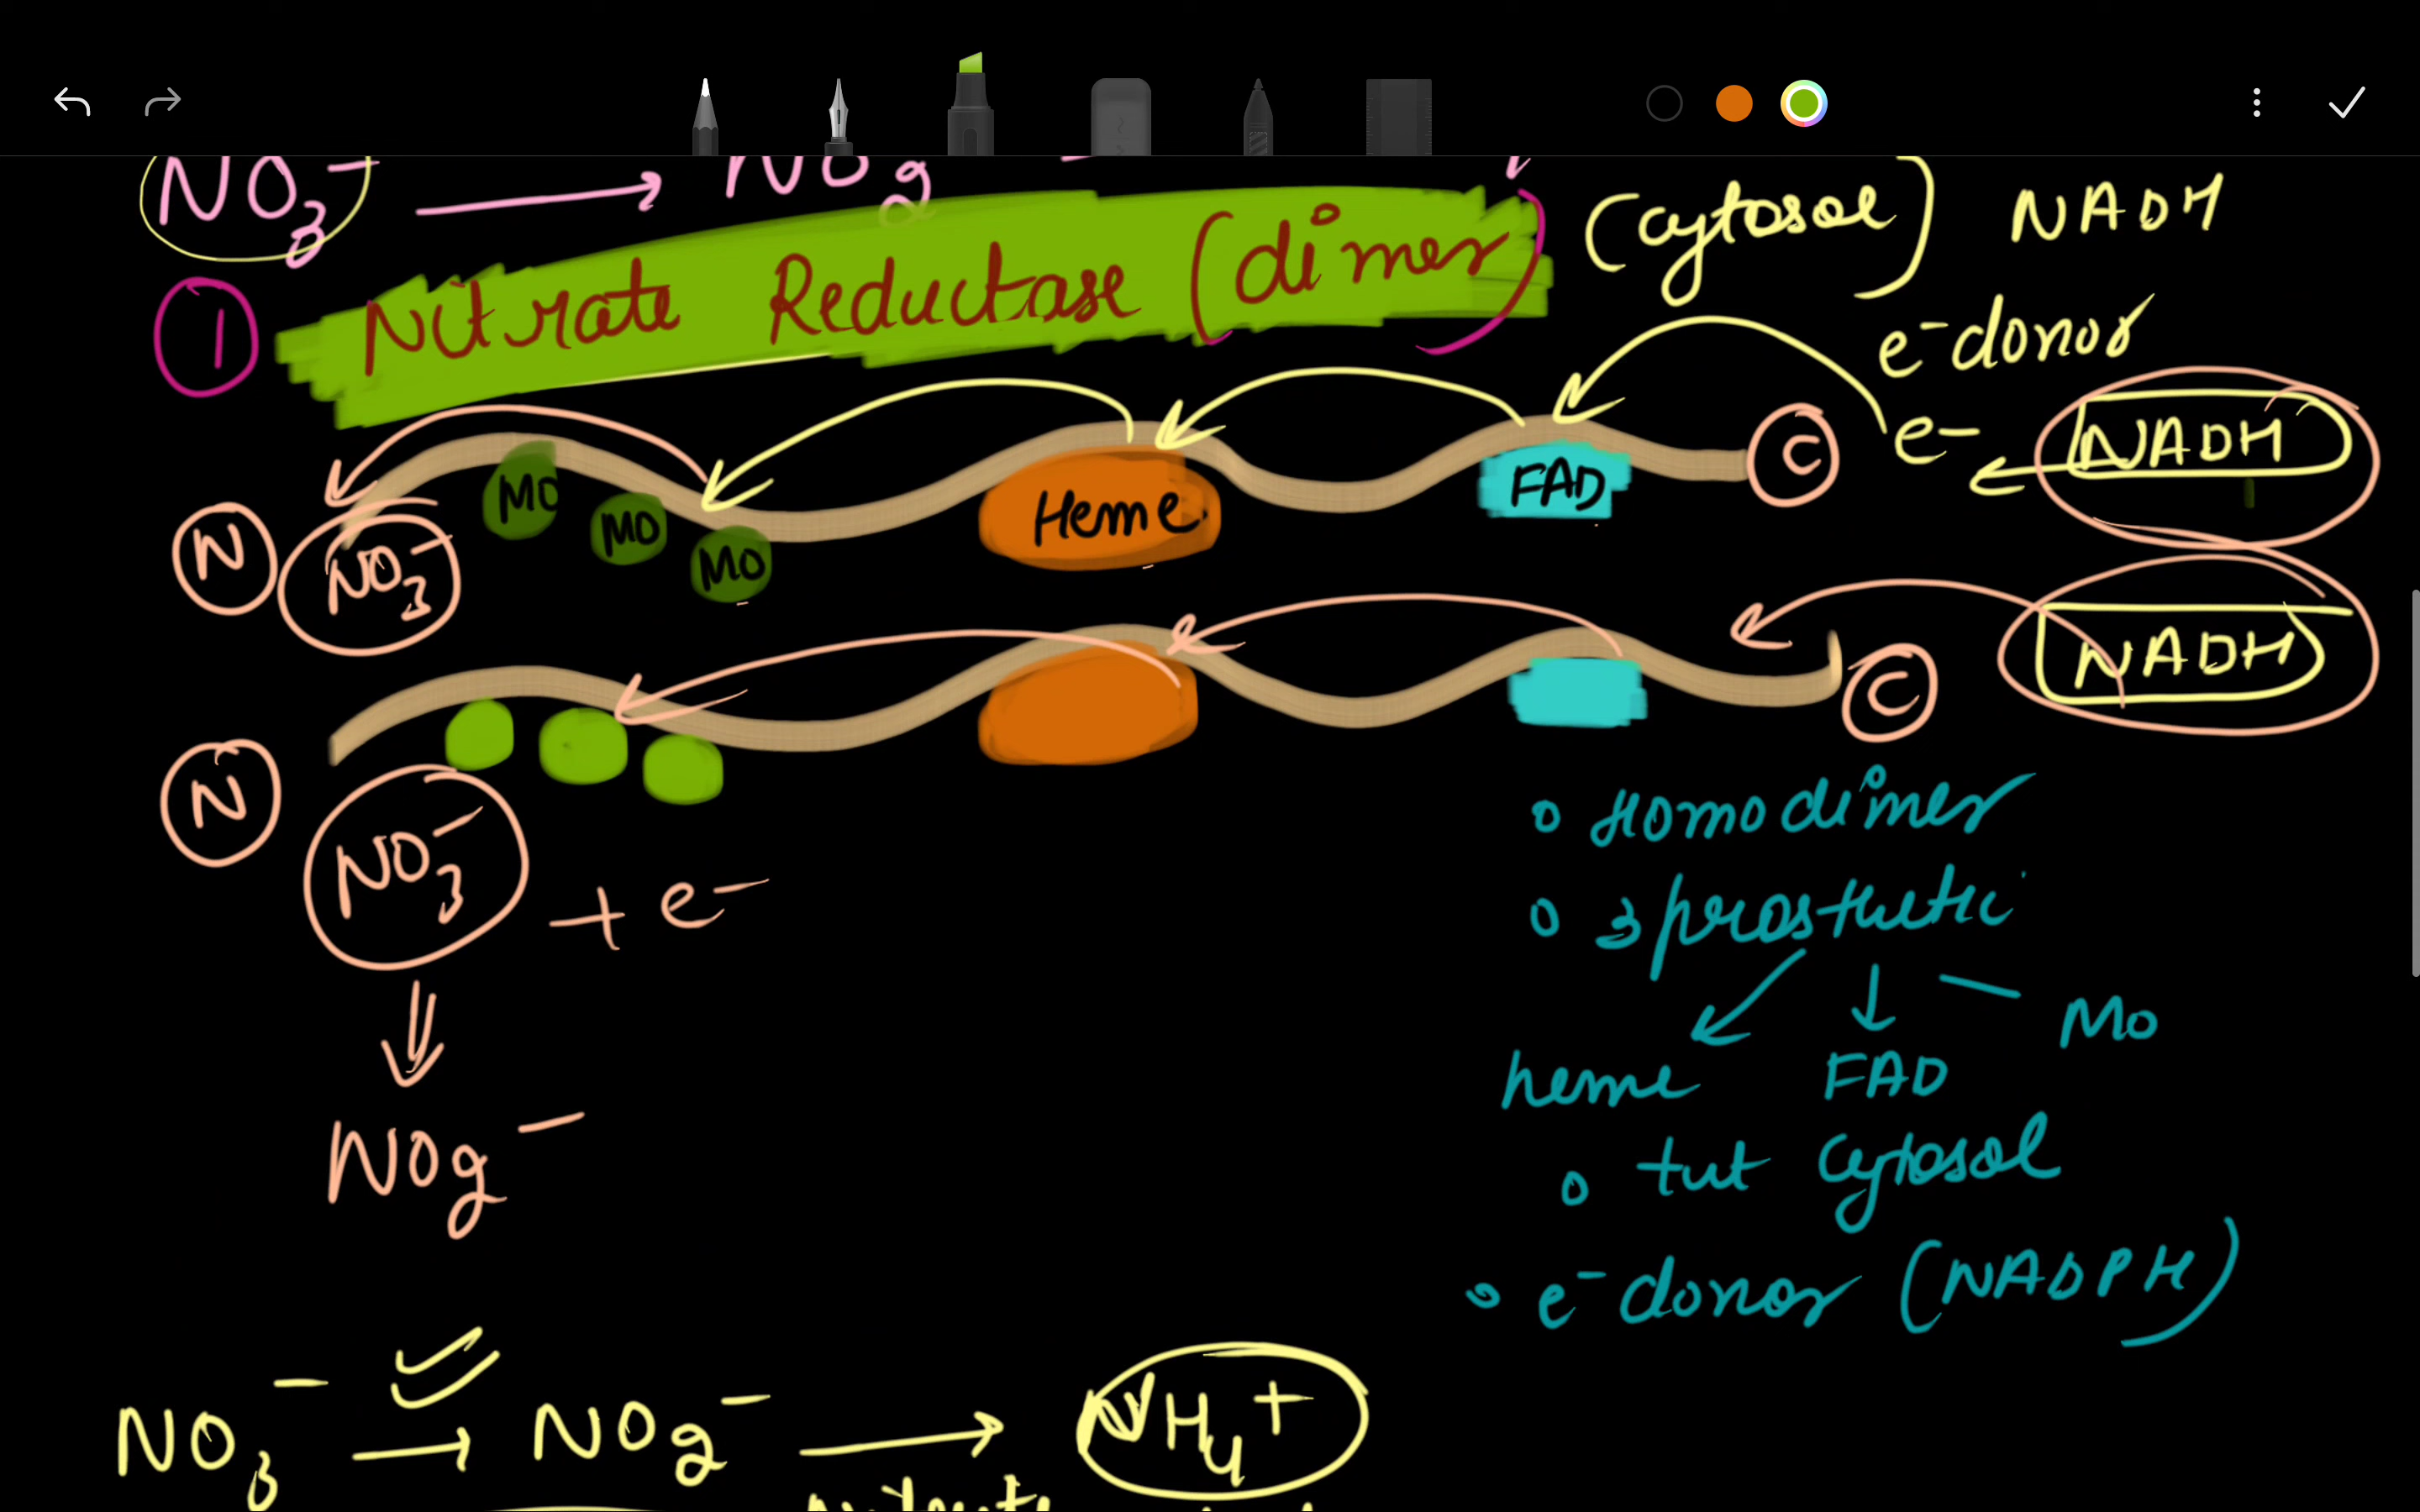 NO3- → NO2-
(cytosol) NADH
① Nitrate Reductase (dimer)
e- donor
Mo Mo Mo Heme FAD C e- NADH
N NO3-
C NADH
N
NO3- + e-
NO2-
o Homodimer
o 3 prosthetic
heme FAD Mo
o tut cytosol
o e- donor (NADPH)
NO3- → NO2- → NH4+